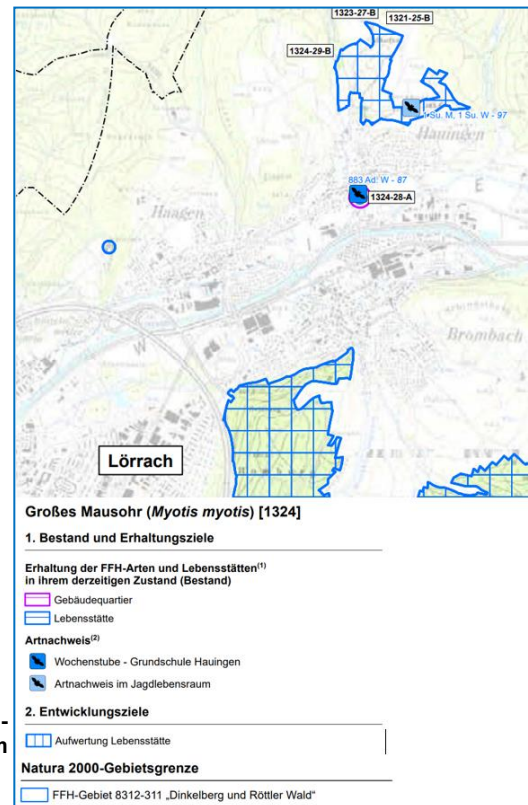 1323-27-B
1321-25-B
1324-29-B
1 Su. M, 1 Su. W - 97
Hauingen
883 Ad. W - 87
1324-28-A
Haagen
E
Brombach
W
Lörrach
Homberg
Großes Mausohr (Myotis myotis) [1324]
1. Bestand und Erhaltungsziele
Erhaltung der FFH-Arten und Lebensstätten(1)
in ihrem derzeitigen Zustand (Bestand)
Gebäudequartier
Lebensstätte
Artnachweis(2)
Wochenstube - Grundschule Hauingen
Artnachweis im Jagdlebensraum
2. Entwicklungsziele
Aufwertung Lebensstätte
Natura 2000-Gebietsgrenze
FFH-Gebiet 8312-311 „Dinkelberg und Röttler Wald"